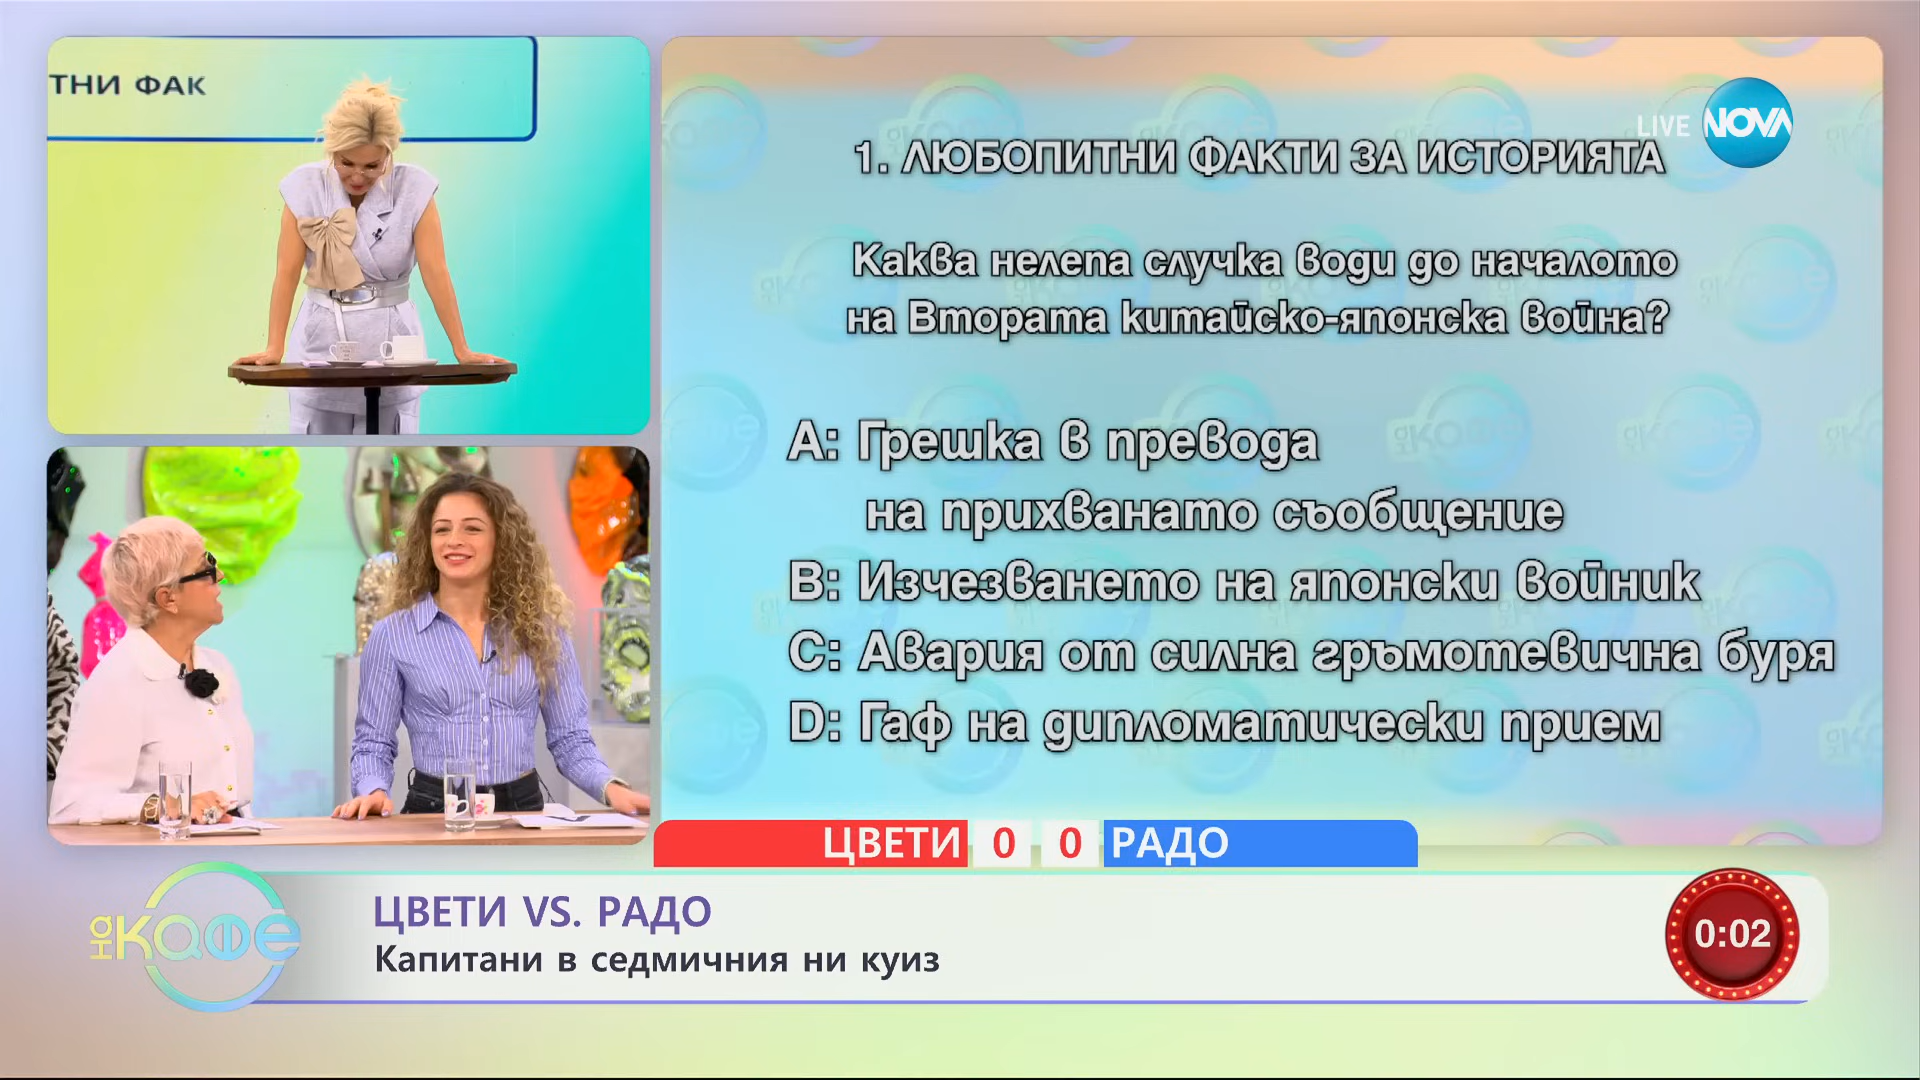 ТНИ ФАК
LIVE NOVA
1. ЛЮБОПИТНИ ФАКТИ ЗА ИСТОРИЯТА
Каква нелепа случка води до началото
на Втората китайско-японска война?
A: Грешка в превода
на прихванато съобщение
B: Изчезването на японски войник
C: Авария от силна гръмотевична буря
D: Гаф на дипломатически прием
ЦВЕТИ 0 0 РАДО
на кафе
ЦВЕТИ VS. РАДО
Капитани в седмичния ни куиз
0:02